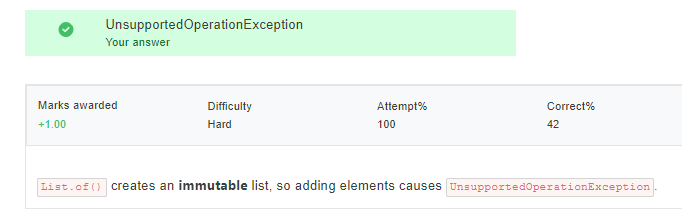 UnsupportedOperationException
Your answer
Marks awarded Difficulty Attempt% Correct%
+1.00 Hard 100 42
List.of() creates an immutable list, so adding elements causes UnsupportedOperationException.